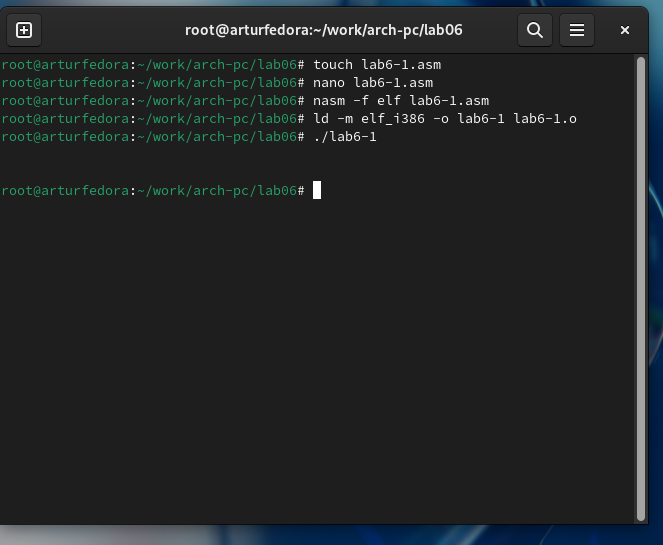 root@arturfedora:~/work/arch-pc/lab06
root@arturfedora:~/work/arch-pc/lab06# touch lab6-1.asm
root@arturfedora:~/work/arch-pc/lab06# nano lab6-1.asm
root@arturfedora:~/work/arch-pc/lab06# nasm -f elf lab6-1.asm
root@arturfedora:~/work/arch-pc/lab06# ld -m elf_i386 -o lab6-1 lab6-1.o
root@arturfedora:~/work/arch-pc/lab06# ./lab6-1
root@arturfedora:~/work/arch-pc/lab06#